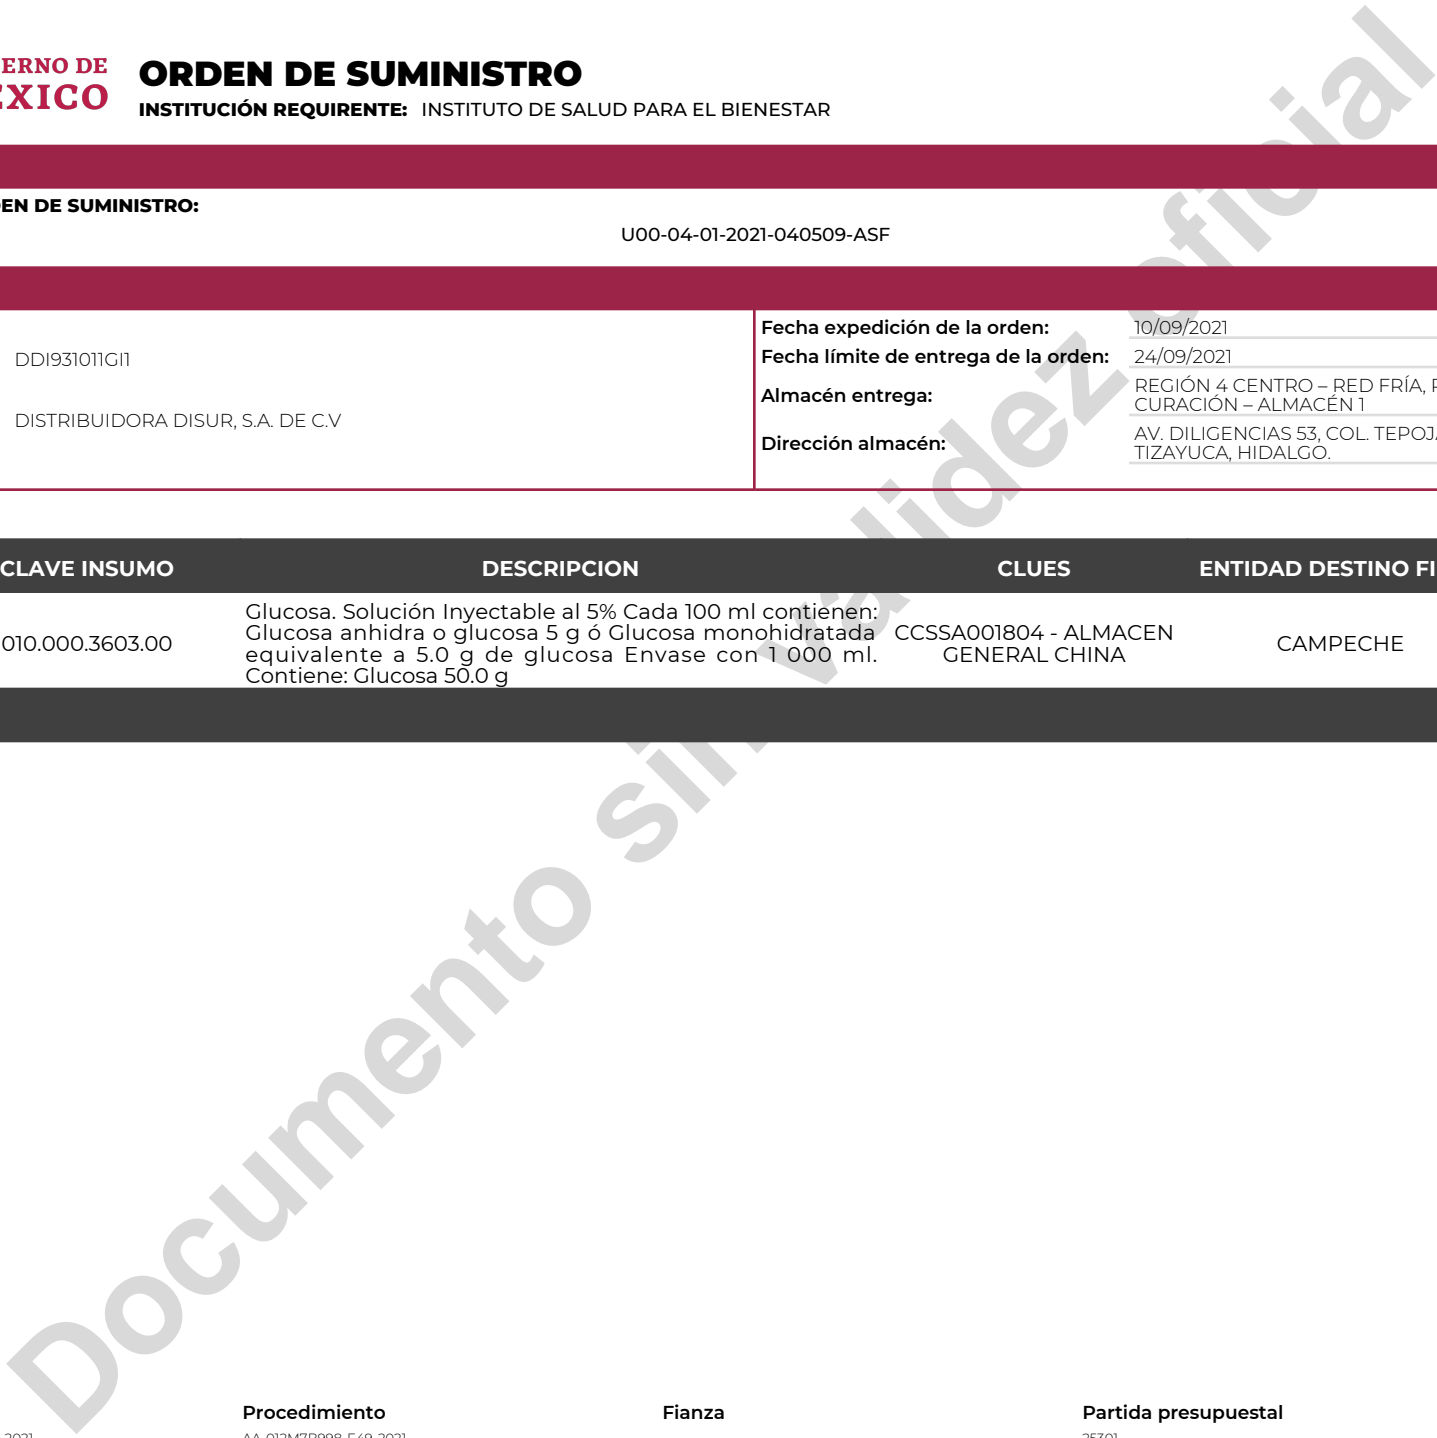 ERNO DE
ORDEN DE SUMINISTRO
INSTITUCIÓN REQUIRENTE: INSTITUTO DE SALUD PARA EL BIENESTAR
EN DE SUMINISTRO:
U00-04-01-2021-040509-ASF
DDI931011GI1
DISTRIBUIDORA DISUR, S.A. DE C.V
Fecha expedición de la orden: 10/09/2021
Fecha límite de entrega de la orden: 24/09/2021
Almacén entrega: REGIÓN 4 CENTRO – RED FRÍA,
CURACIÓN – ALMACÉN 1
Dirección almacén: AV. DILIGENCIAS 53, COL. TEPOJ
TIZAYUCA, HIDALGO.
CLAVE INSUMO DESCRIPCION CLUES ENTIDAD DESTINO FI
010.000.3603.00
Glucosa. Solución Inyectable al 5% Cada 100 ml contienen:
Glucosa anhidra o glucosa 5 g ó Glucosa monohidratada
equivalente a 5.0 g de glucosa Envase con 1 000 ml.
Contiene: Glucosa 50.0 g
CCSSA001804 - ALMACEN
GENERAL CHINA
CAMPECHE
Documento sin validez oficial
Procedimiento Fianza Partida presupuestal